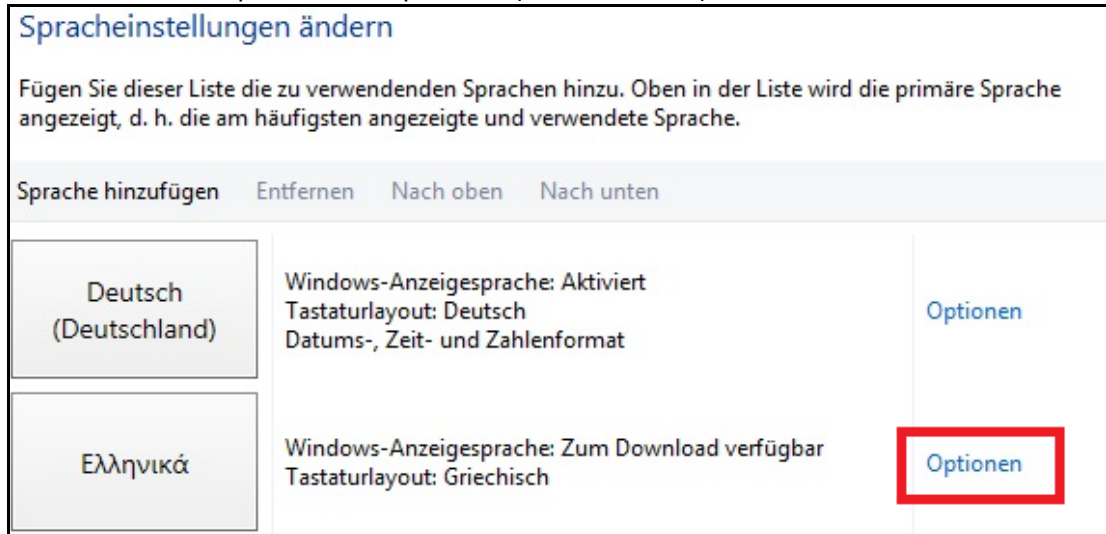 Spracheinstellungen ändern
Fügen Sie dieser Liste die zu verwendenden Sprachen hinzu. Oben in der Liste wird die primäre Sprache
angezeigt, d. h. die am häufigsten angezeigte und verwendete Sprache.
Sprache hinzufügen Entfernen Nach oben Nach unten
Deutsch
(Deutschland)
Windows-Anzeigesprache: Aktiviert
Tastaturlayout: Deutsch
Datums-, Zeit- und Zahlenformat
Optionen
Ελληνικά
Windows-Anzeigesprache: Zum Download verfügbar
Tastaturlayout: Griechisch
Optionen